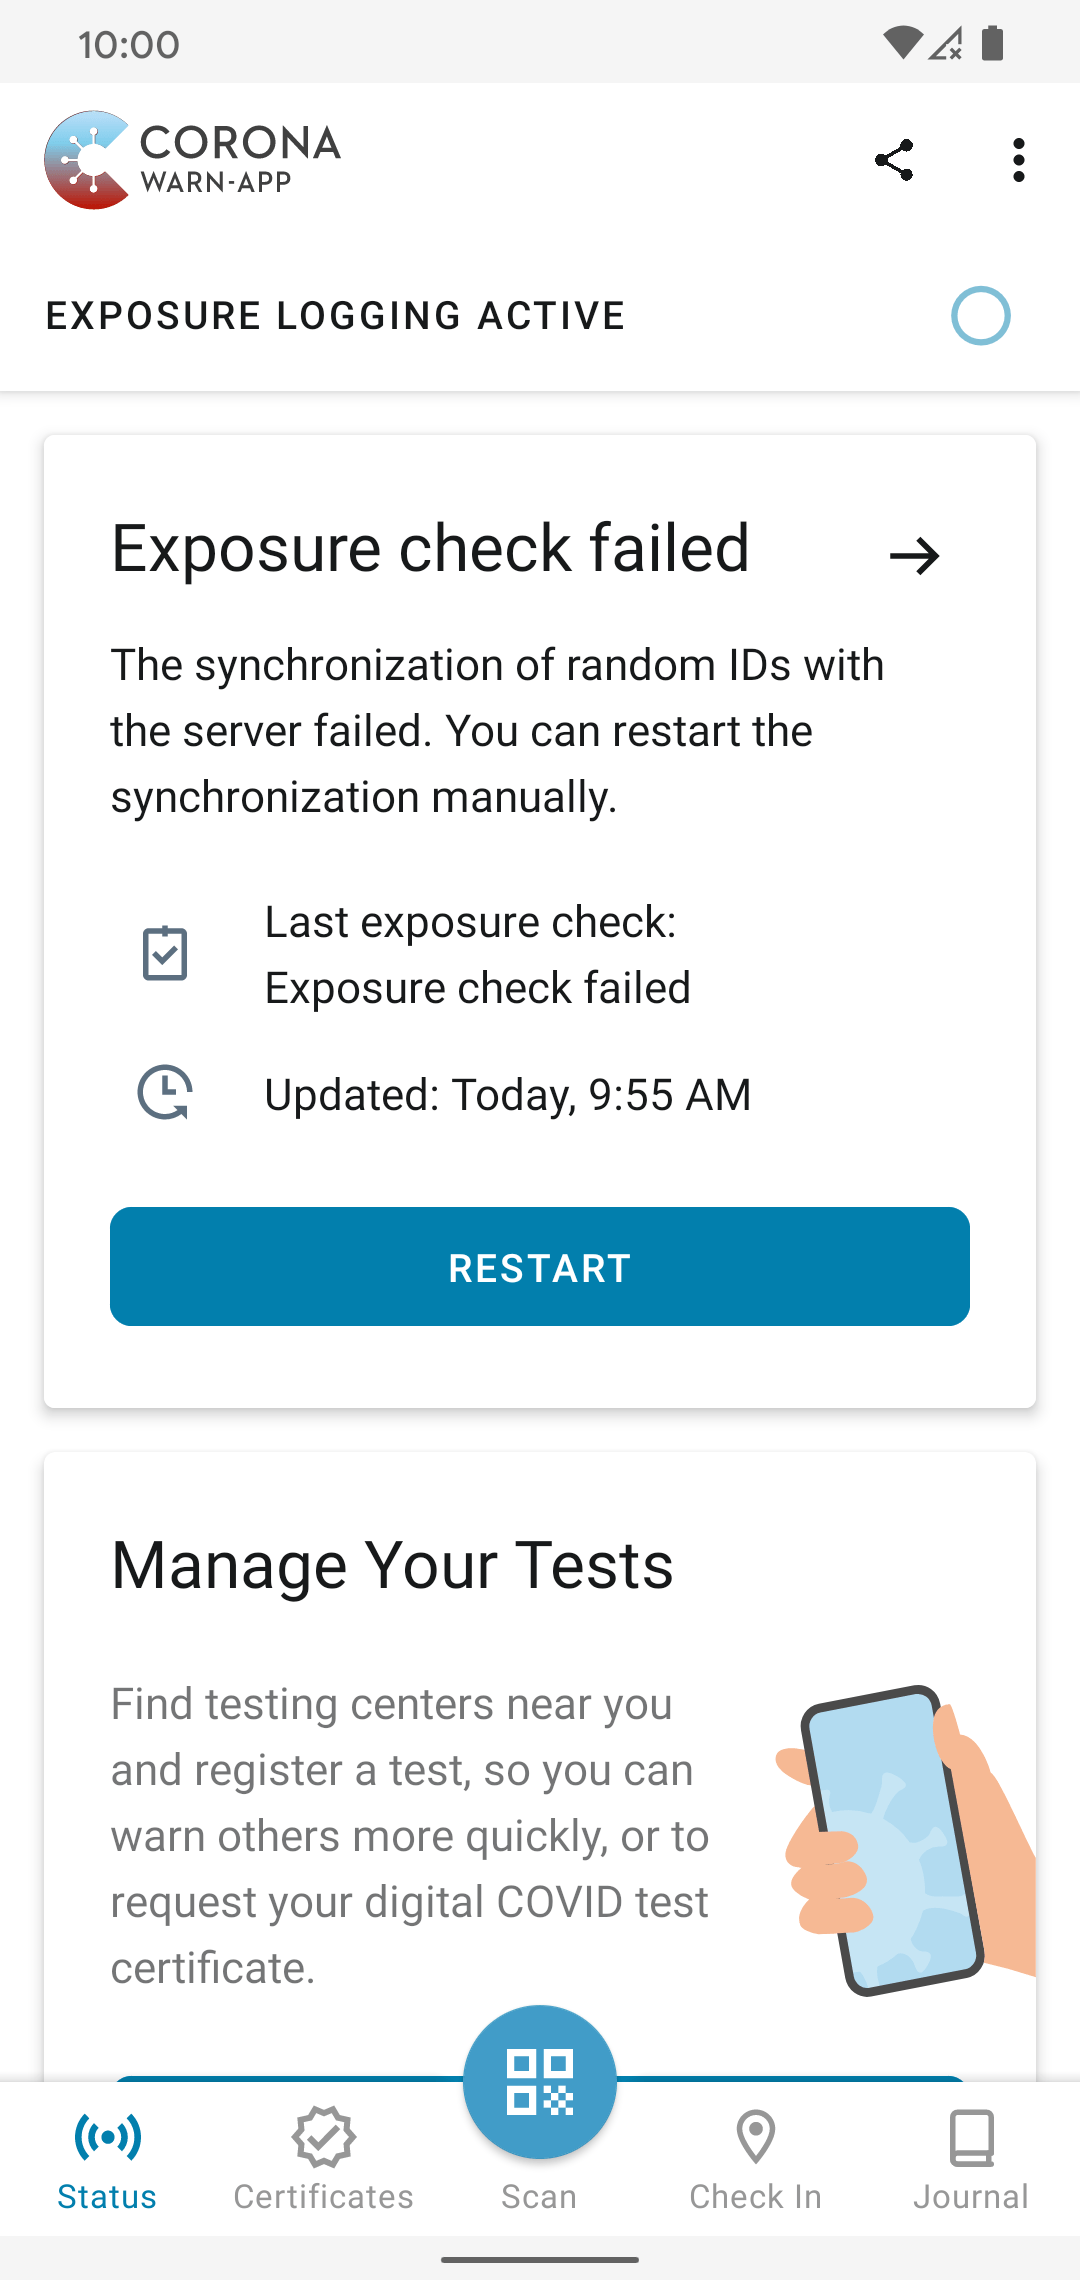 10:00
CORONA
WARN-APP
EXPOSURE LOGGING ACTIVE
Exposure check failed
The synchronization of random IDs with
the server failed. You can restart the
synchronization manually.
Last exposure check:
Exposure check failed
Updated: Today, 9:55 AM
RESTART
Manage Your Tests
Find testing centers near you
and register a test, so you can
warn others more quickly, or to
request your digital COVID test
certificate.
Status
Certificates
Scan
Check In
Journal